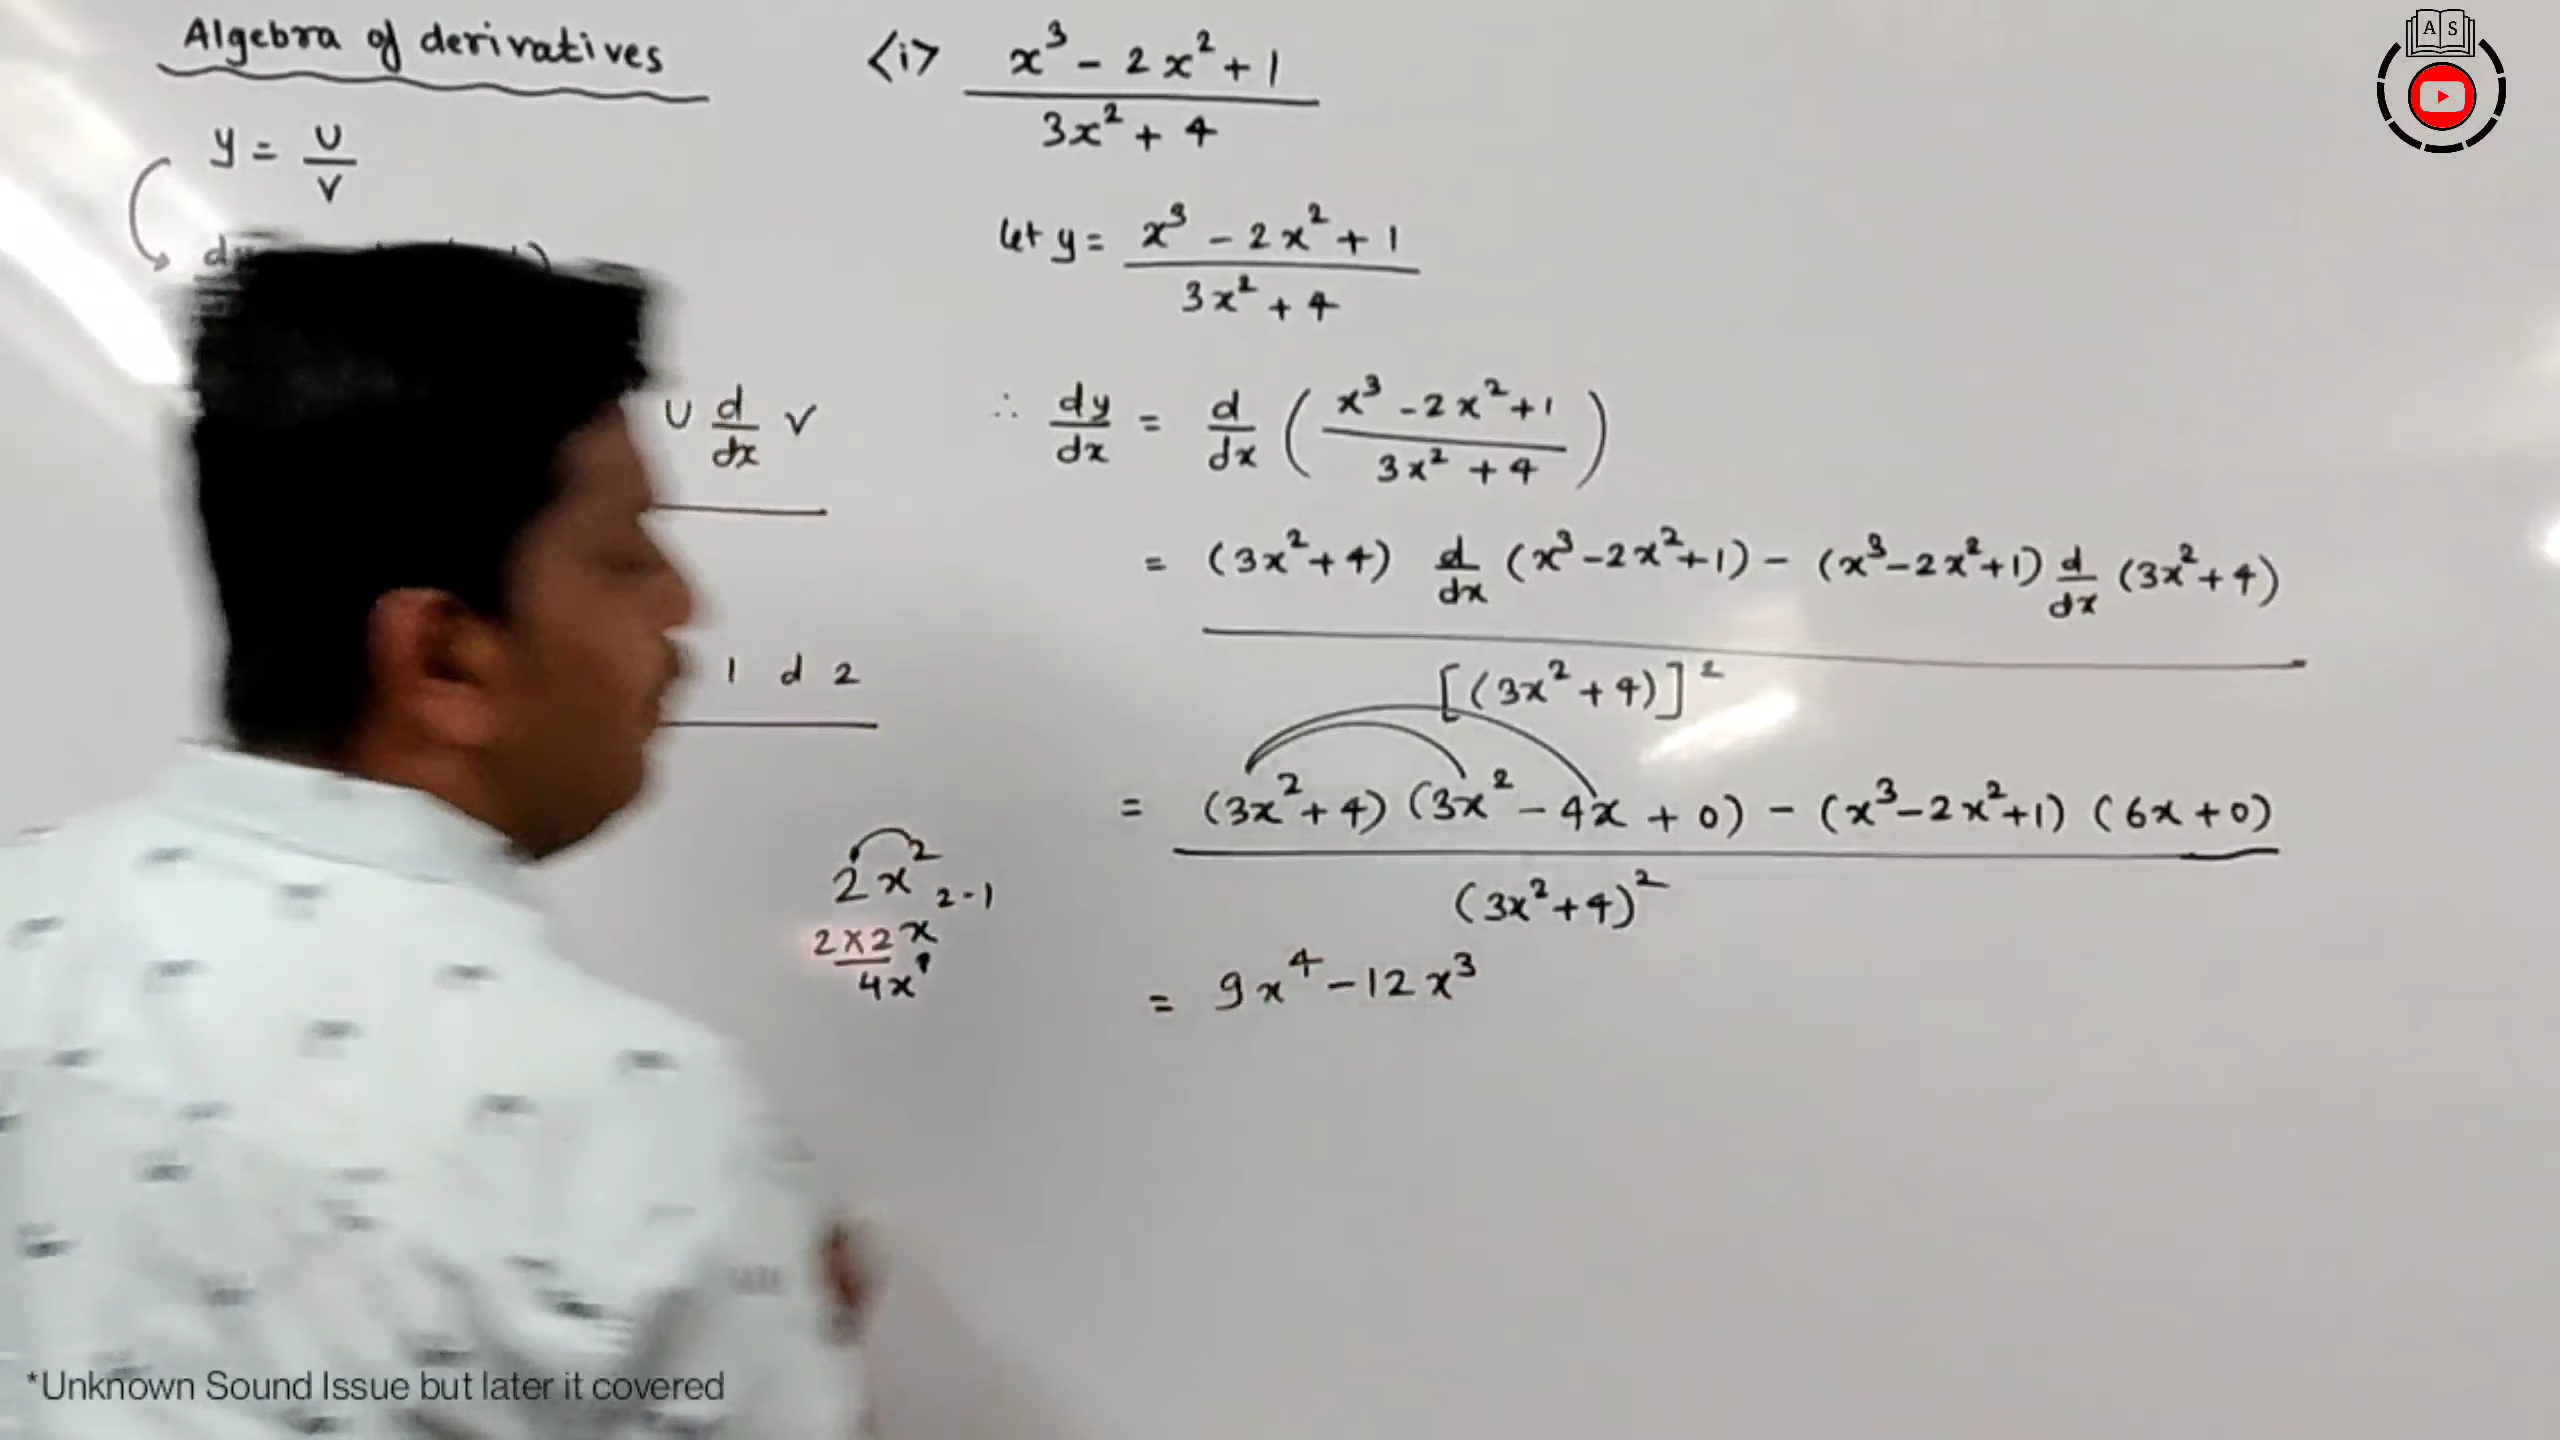 Algebra of derivatives
y = U/V
U d/dx V
1 d 2
<i> x³ - 2x² + 1
3x² + 4
let y = x³ - 2x² + 1
3x² + 4
∴ dy/dx = d/dx ( x³ - 2x² + 1 / 3x² + 4 )
= (3x² + 4) d/dx (x³ - 2x² + 1) - (x³ - 2x² + 1) d/dx (3x² + 4)
[(3x² + 4)]²
= (3x² + 4) (3x² - 4x + 0) - (x³ - 2x² + 1) (6x + 0)
(3x² + 4)²
= 9x⁴ - 12x³
2x²
2-1
2×2 x
4x¹
A S
*Unknown Sound Issue but later it covered